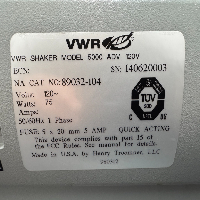 VWR
VWR SHAKER MODEL 5000 ADV 120V
ECN: SN: 140620003
NA CAT NO: 89032-104
Volts: 120~
Watts: 75
Amps:
50/60Hz 1 Phase
FUSE: 5 x 20 mm 5 AMP QUICK ACTING
This device complies with part 15 of
the FCC Rules. See manual for details.
Made in U.S.A. by Henry Troemner, LLC
TÜV